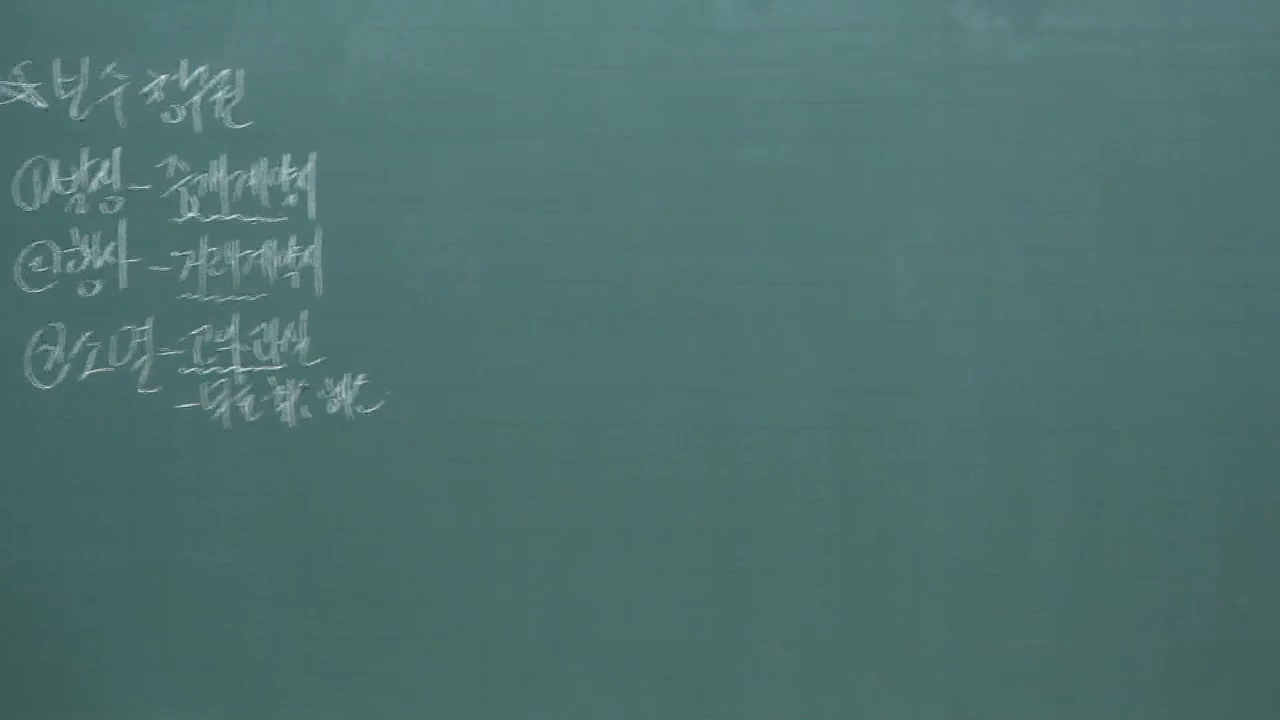 ☆보수청구권
①발생-중개계약시
②행사-거래계약시
③소멸-고의, 과실
-무효, 취소, 해제